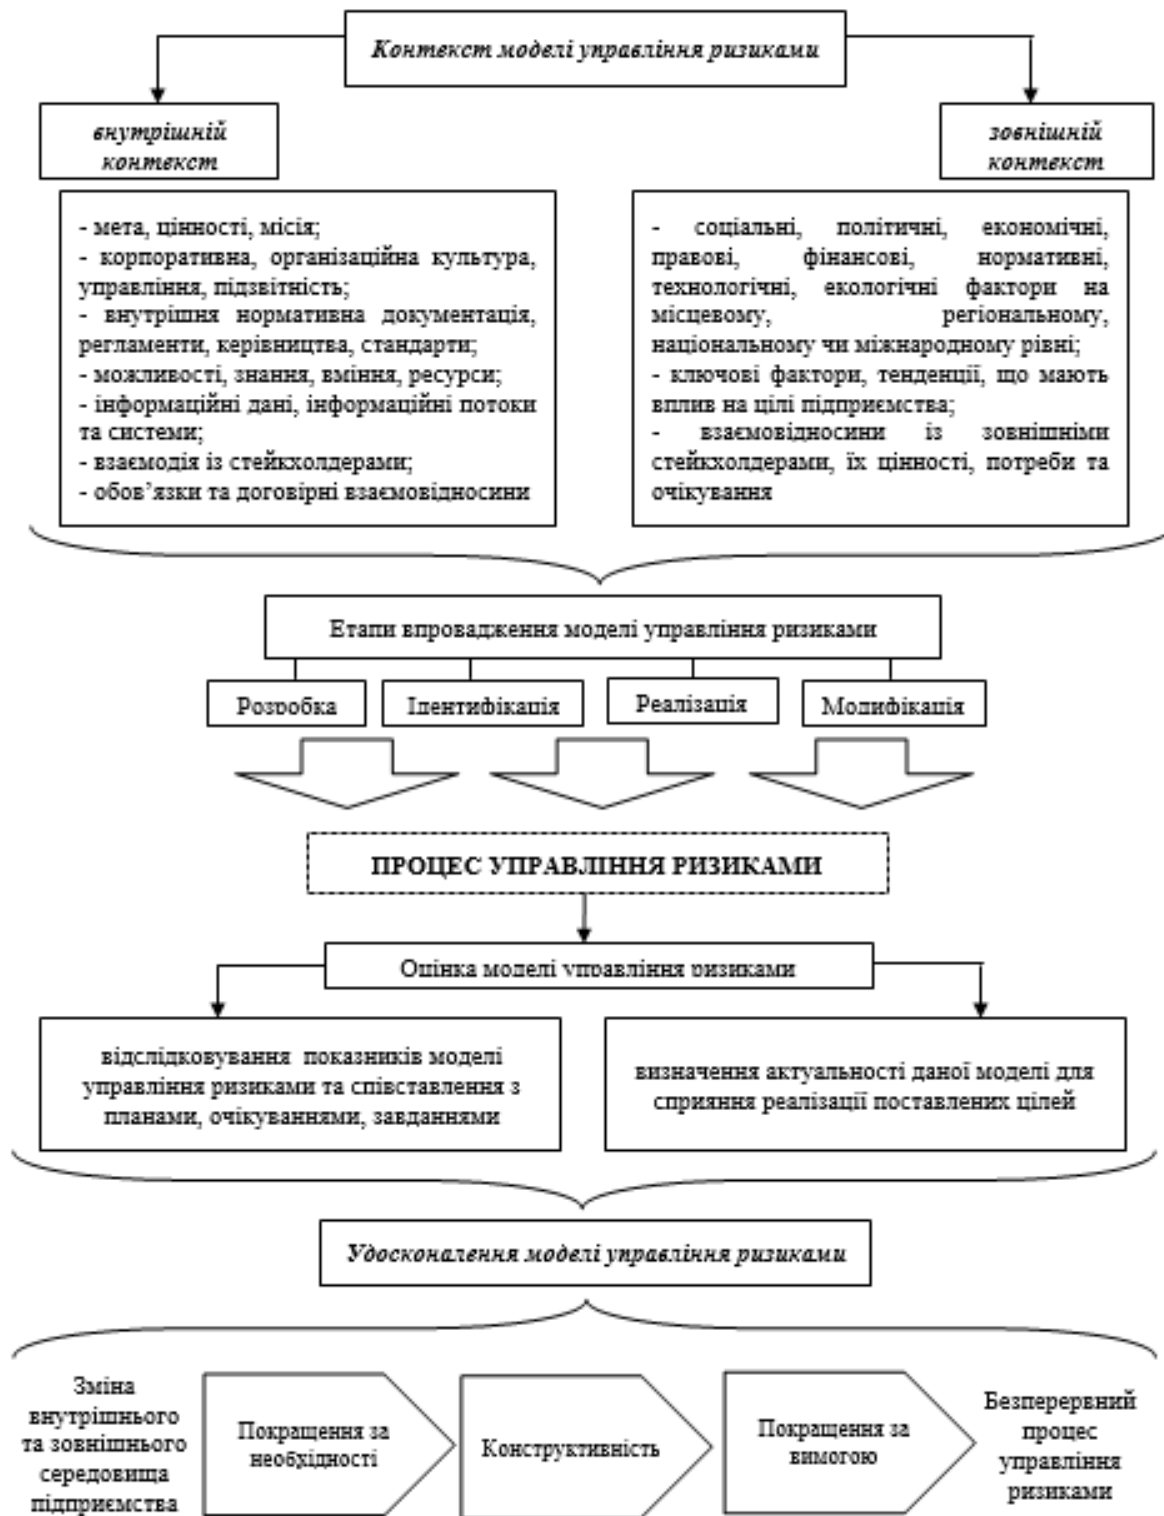 Контекст моделі управління ризиками
внутрішній
контекст
зовнішній
контекст
- мета, цінності, місія;
- корпоративна, організаційна культура,
управління, підзвітність;
- внутрішня нормативна документація,
регламенти, керівництва, стандарти;
- можливості, знання, вміння, ресурси;
- інформаційні дані, інформаційні потоки
та системи;
- взаємодія із стейкхолдерами;
- обов’язки та договірні взаємовідносини
- соціальні, політичні, економічні,
правові, фінансові, нормативні,
технологічні, екологічні фактори на
місцевому, регіональному,
національному чи міжнародному рівні;
- ключові фактори, тенденції, що мають
вплив на цілі підприємства;
- взаємовідносини із зовнішніми
стейкхолдерами, їх цінності, потреби та
очікування
Етапи впровадження моделі управління ризиками
Розробка
Ідентифікація
Реалізація
Модифікація
ПРОЦЕС УПРАВЛІННЯ РИЗИКАМИ
Оцінка моделі управління ризиками
відслідковування показників моделі
управління ризиками та співставлення з
планами, очікуваннями, завданнями
визначення актуальності даної моделі для
сприяння реалізації поставлених цілей
Удосконалення моделі управління ризиками
Зміна
внутрішнього
та зовнішнього
середовища
підприємства
Покращення за
необхідності
Конструктивність
Покращення за
вимогою
Безперервний
процес
управління
ризиками